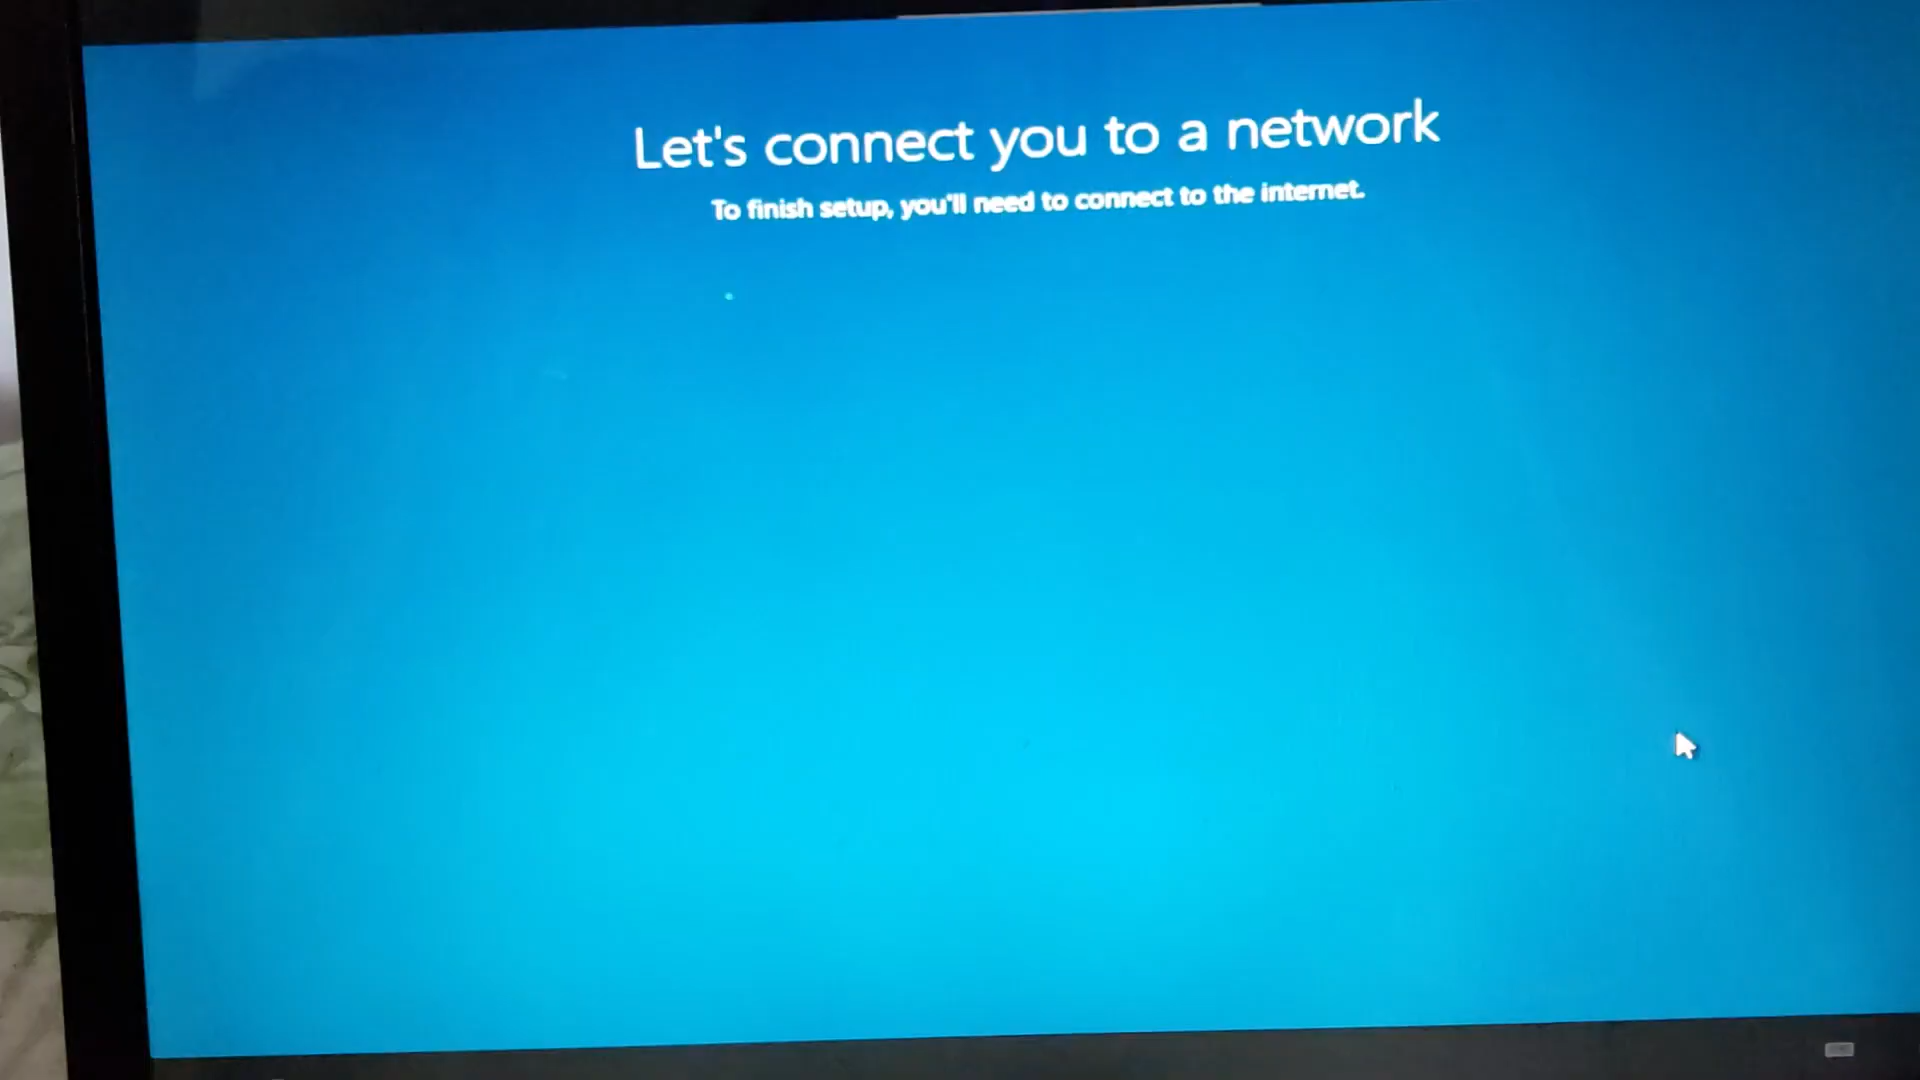 Let's connect you to a network
To finish setup, you'll need to connect to the internet.